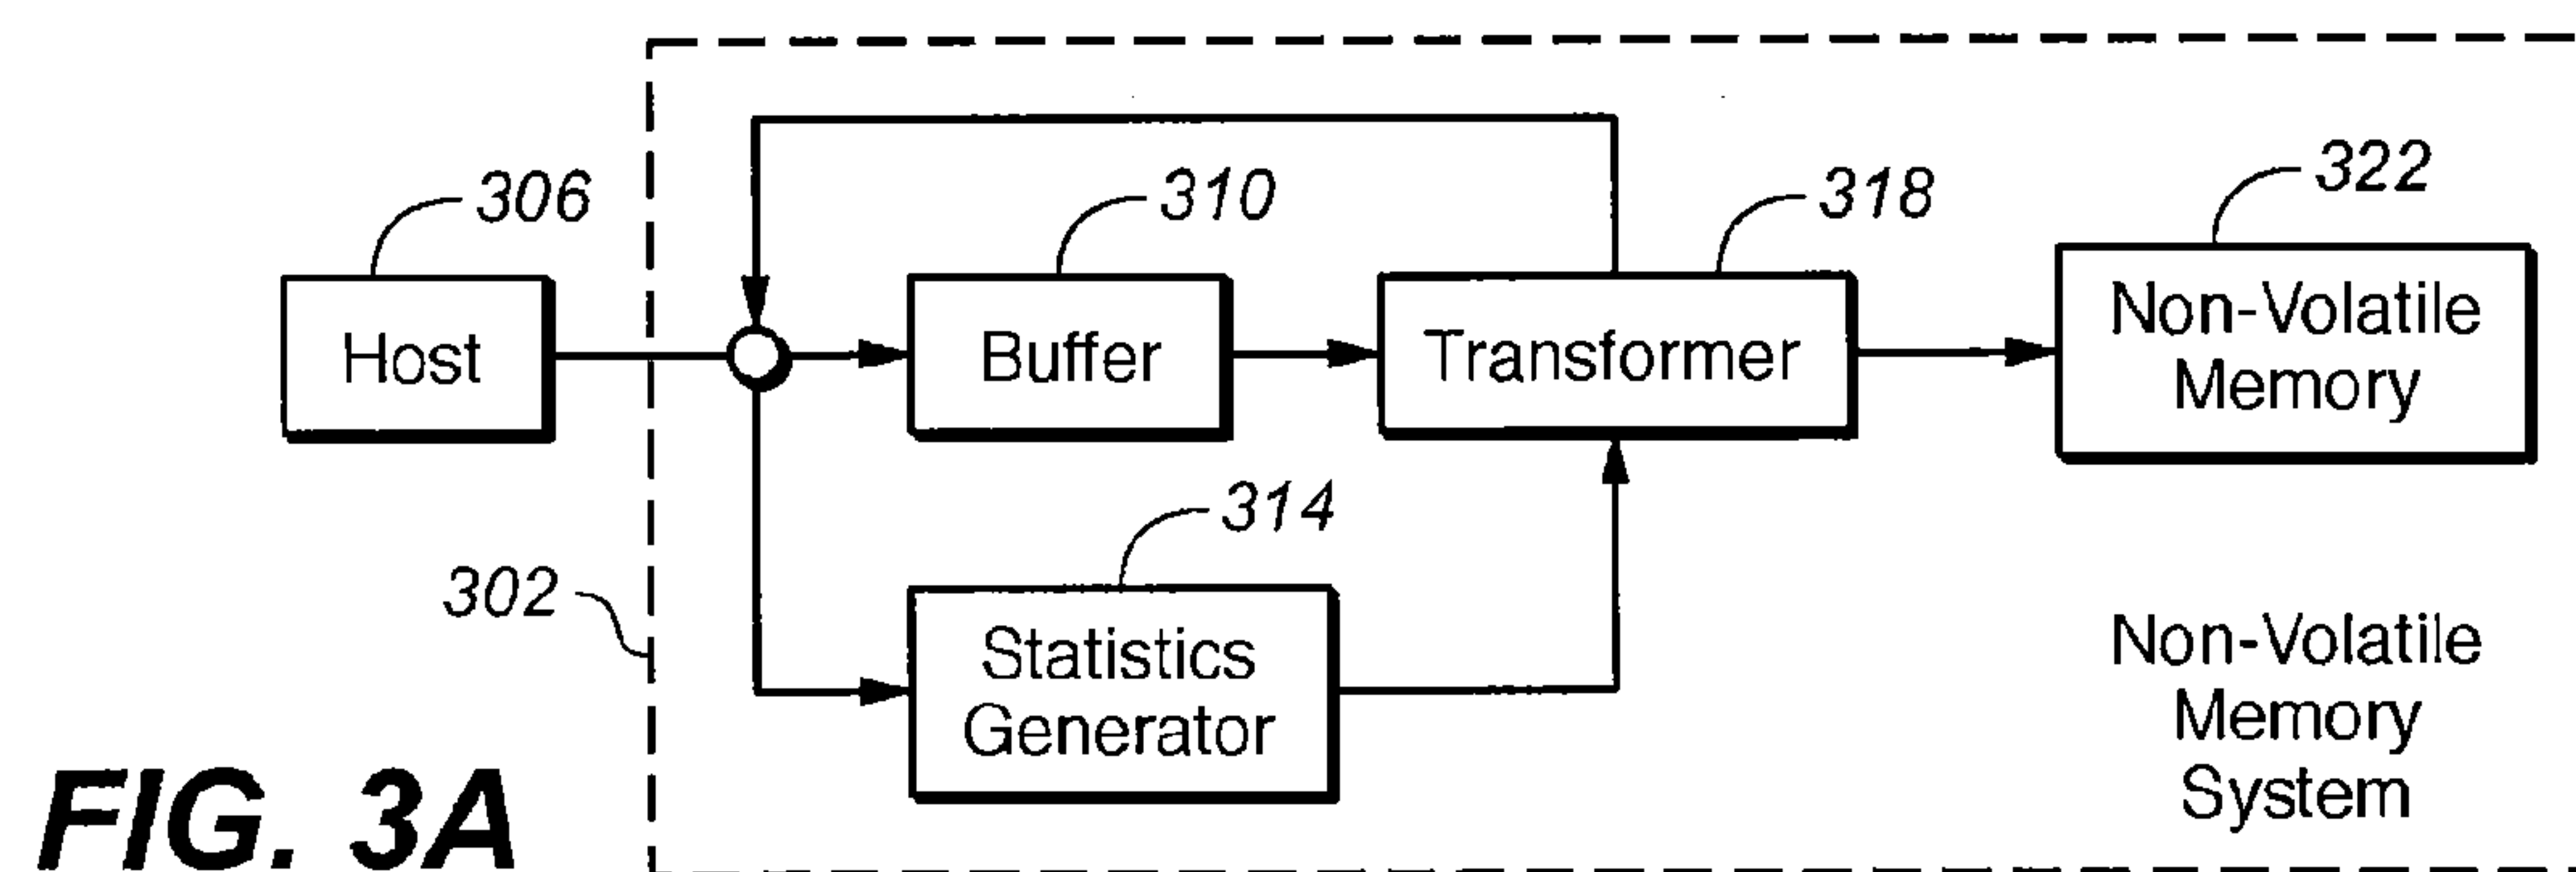 306
310
318
322
Host
Buffer
Transformer
Non-Volatile
Memory
314
302
Statistics
Generator
Non-Volatile
Memory
System
FIG. 3A